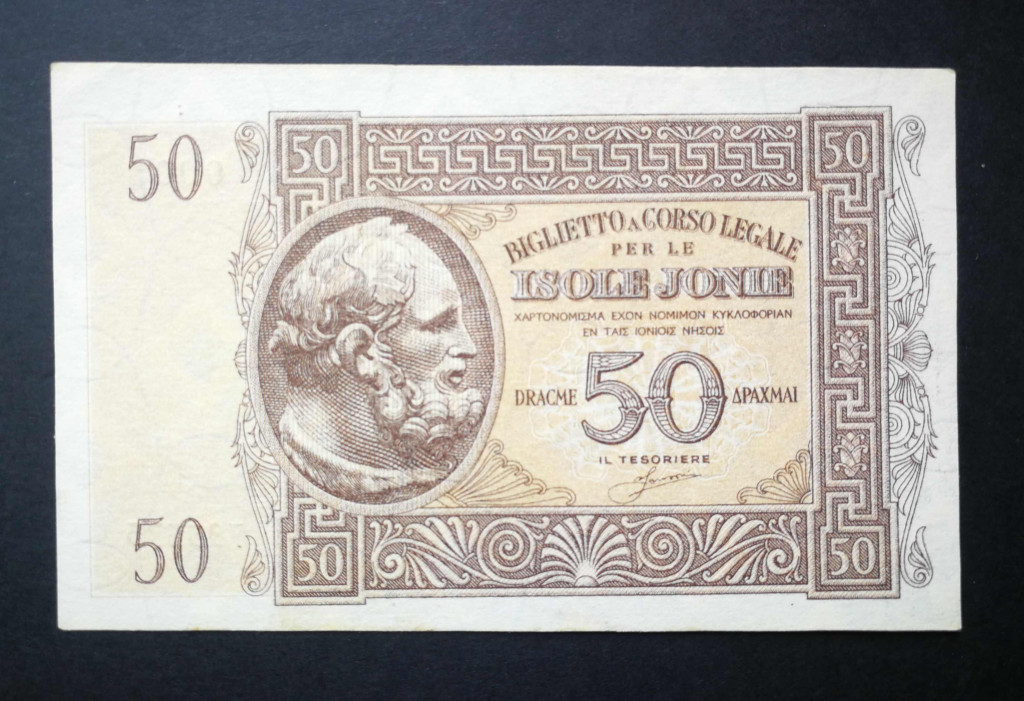 50
50
50
BIGLIETTO A CORSO LEGALE
PER LE
ISOLE JONIE
ΧΑΡΤΟΝΟΜΙΣΜΑ ΕΧΟΝ ΝΟΜΙΜΟΝ ΚΥΚΛΟΦΟΡΙΑΝ
ΕΝ ΤΑΙΣ ΙΟΝΙΟΙΣ ΝΗΣΟΙΣ
DRACME 50 ΔΡΑΧΜΑΙ
IL TESORIERE
50
50
50